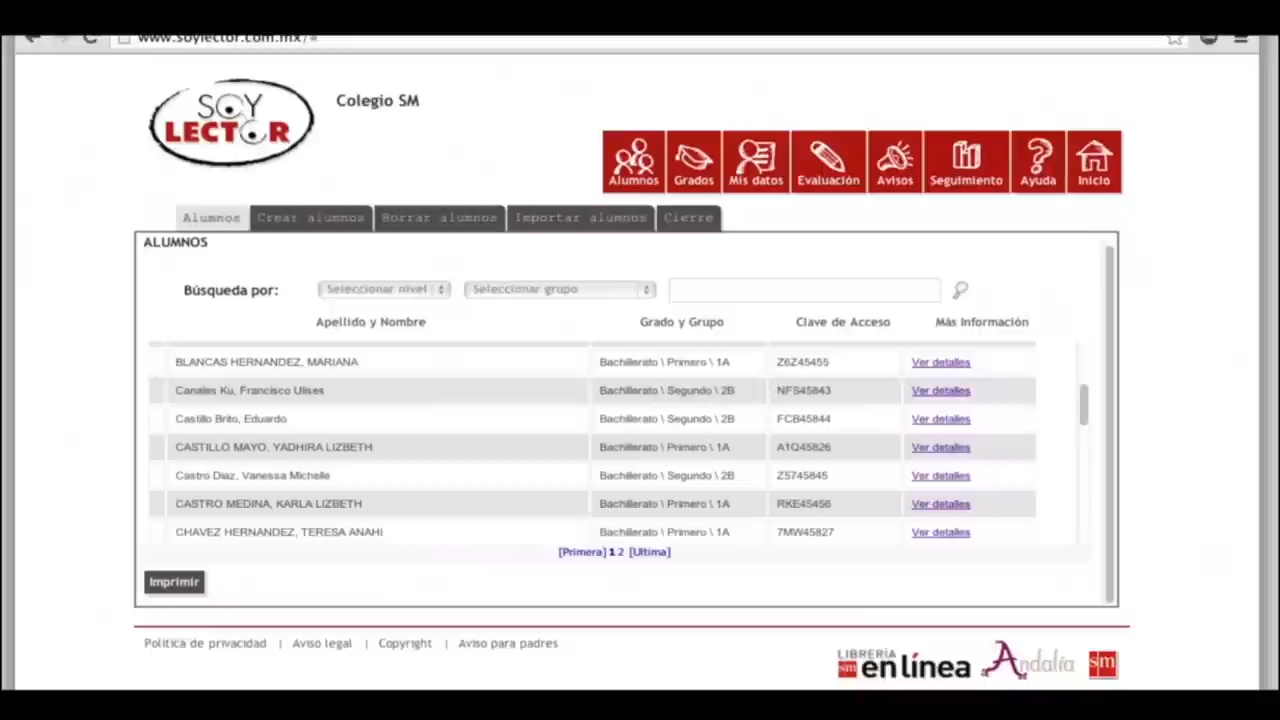 www.soylector.com.mx/#
SOY
LECTOR
Colegio SM
Alumnos Grados Mis datos Evaluación Avisos Seguimiento Ayuda Inicio
Alumnos Crear alumnos Borrar alumnos Importar alumnos Cierre
ALUMNOS
Búsqueda por: Seleccionar nivel Seleccionar grupo
Apellido y Nombre Grado y Grupo Clave de Acceso Más Información
BLANCAS HERNANDEZ, MARIANA Bachillerato \ Primero \ 1A Z6Z45455 Ver detalles
Canales Ku, Francisco Ulises Bachillerato \ Segundo \ 2B NFS45843 Ver detalles
Castillo Brito, Eduardo Bachillerato \ Segundo \ 2B FCB45844 Ver detalles
CASTILLO MAYO, YADHIRA LIZBETH Bachillerato \ Primero \ 1A A1Q45826 Ver detalles
Castro Diaz, Vanessa Michelle Bachillerato \ Segundo \ 2B Z5745845 Ver detalles
CASTRO MEDINA, KARLA LIZBETH Bachillerato \ Primero \ 1A RKE45456 Ver detalles
CHAVEZ HERNANDEZ, TERESA ANAHI Bachillerato \ Primero \ 1A 7MW45827 Ver detalles
[Primera] 1 2 [Ultima]
Imprimir
Política de privacidad | Aviso legal | Copyright | Aviso para padres
LIBRERÍA
sm en línea Andalia sm